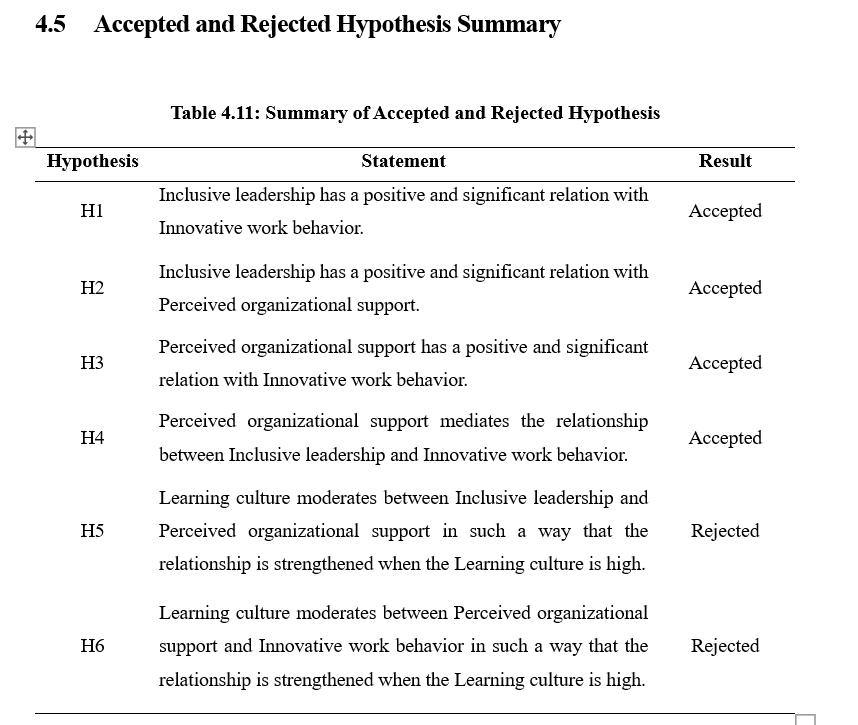 4.5 Accepted and Rejected Hypothesis Summary
Table 4.11: Summary of Accepted and Rejected Hypothesis
Hypothesis Statement Result
Inclusive leadership has a positive and significant relation with
H1 Accepted
Innovative work behavior.
Inclusive leadership has a positive and significant relation with
H2 Accepted
Perceived organizational support.
Perceived organizational support has a positive and significant
H3 Accepted
relation with Innovative work behavior.
Perceived organizational support mediates the relationship
H4 Accepted
between Inclusive leadership and Innovative work behavior.
Learning culture moderates between Inclusive leadership and
H5 Perceived organizational support in such a way that the Rejected
relationship is strengthened when the Learning culture is high.
Learning culture moderates between Perceived organizational
H6 support and Innovative work behavior in such a way that the Rejected
relationship is strengthened when the Learning culture is high.